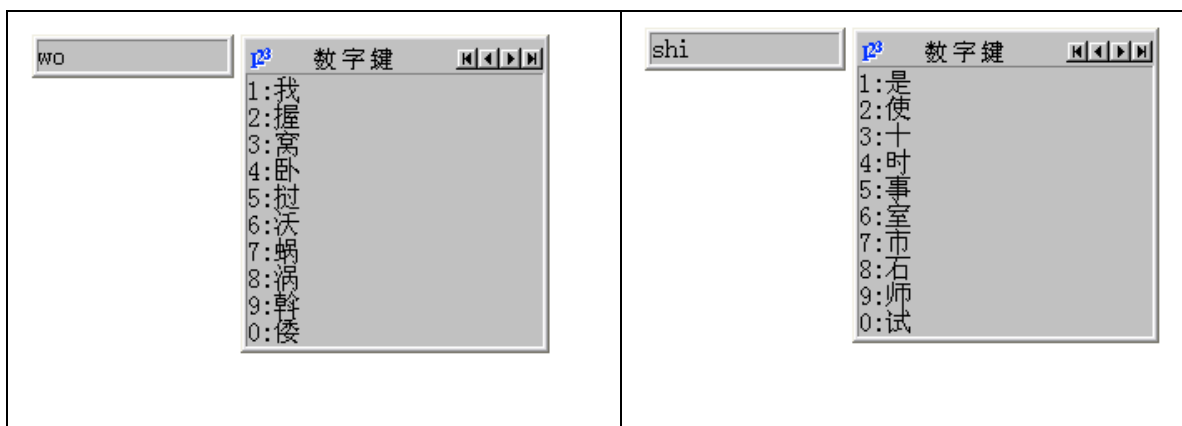 wo
数字鍵
1:我
2:握
3:窝
4:卧
5:挝
6:沃
7:蜗
8:涡
9:斡
0:倭
shi
数字鍵
1:是
2:使
3:十
4:时
5:事
6:室
7:市
8:石
9:师
0:试